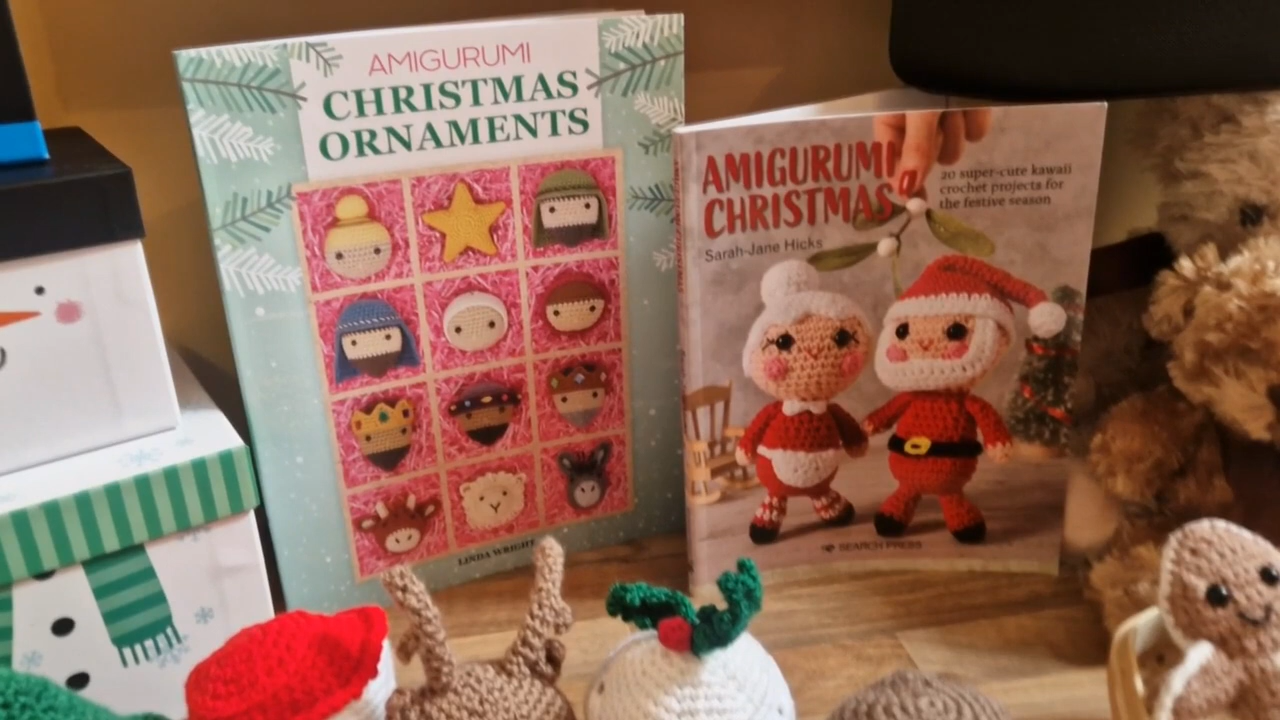 AMIGURUMI
CHRISTMAS
ORNAMENTS
LINDA WRIGHT
AMIGURUMI
CHRISTMAS
Sarah-Jane Hicks
20 super-cute kawaii
crochet projects for
the festive season
SEARCH PRESS